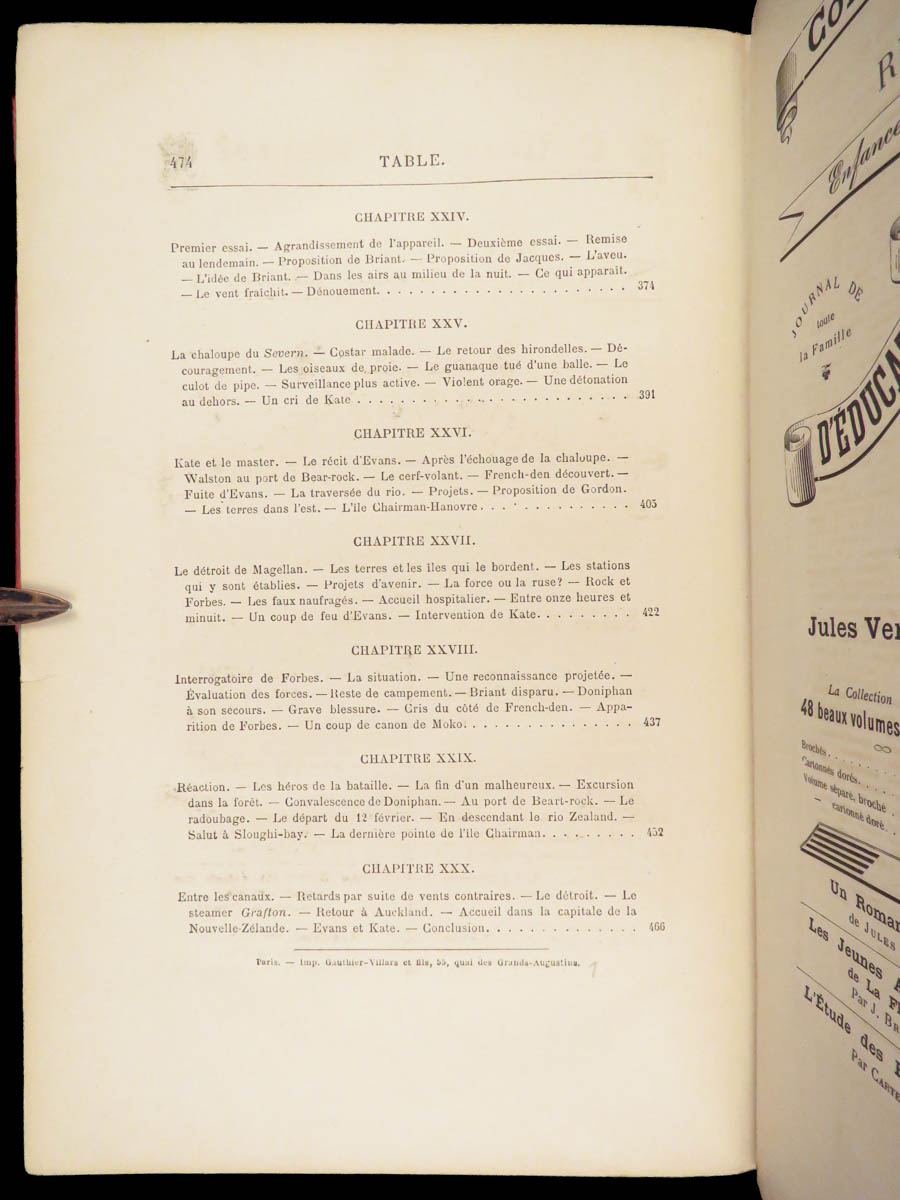 474
TABLE.
CHAPITRE XXIV.
Premier essai. — Agrandissement de l'appareil. — Deuxième essai. — Remise
au lendemain. — Proposition de Briant. — Proposition de Jacques. — L'aveu.
— L'idée de Briant. — Dans les airs au milieu de la nuit. — Ce qui apparait.
— Le vent fraîchit. — Dénouement. . . . . . . . . . . . . . . . . . . . . . . 374
CHAPITRE XXV.
La chaloupe du Severn. — Costar malade. — Le retour des hirondelles. — Dé-
couragement. — Les oiseaux de proie. — Le guanaque tué d'une balle. — Le
culot de pipe. — Surveillance plus active. — Violent orage. — Une détonation
au dehors. — Un cri de Kate . . . . . . . . . . . . . . . . . . . . . . . . . 391
CHAPITRE XXVI.
Kate et le master. — Le récit d'Evans. — Après l'échouage de la chaloupe. —
Walston au port de Bear-rock. — Le cerf-volant. — French-den découvert. —
Fuite d'Evans. — La traversée du rio. — Projets. — Proposition de Gordon.
— Les terres dans l'est. — L'île Chairman-Hanovre . . . . . . . . . . . . . . 405
CHAPITRE XXVII.
Le détroit de Magellan. — Les terres et les îles qui le bordent. — Les stations
qui y sont établies. — Projets d'avenir. — La force ou la ruse? — Rock et
Forbes. — Les faux naufragés. — Accueil hospitalier. — Entre onze heures et
minuit. — Un coup de feu d'Evans. — Intervention de Kate. . . . . . . . . 422
CHAPITRE XXVIII.
Interrogatoire de Forbes. — La situation. — Une reconnaissance projetée. —
Évaluation des forces. — Reste de campement. — Briant disparu. — Doniphan
à son secours. — Grave blessure. — Cris du côté de French-den. — Appa-
rition de Forbes. — Un coup de canon de Moko. . . . . . . . . . . . . . . . 437
CHAPITRE XXIX.
Réaction. — Les héros de la bataille. — La fin d'un malheureux. — Excursion
dans la forêt. — Convalescence de Doniphan. — Au port de Beart-rock. — Le
radoubage. — Le départ du 12 février. — En descendant le rio Zealand. —
Salut à Sloughi-bay. — La dernière pointe de l'île Chairman. . . . . . . . . 452
CHAPITRE XXX.
Entre les canaux. — Retards par suite de vents contraires. — Le détroit. — Le
steamer Grafton. — Retour à Auckland. — Accueil dans la capitale de la
Nouvelle-Zélande. — Evans et Kate. — Conclusion. . . . . . . . . . . . . . 466
Paris. — Imp. Gauthier-Villars et fils, 55, quai des Grands-Augustins.
JOURNAL DE
toute
la Famille
Jules
La Collection
48 beaux volumes
Brochés
Cartonnés dorés
Volume séparé, broché
— cartonné doré
Un
de JULES
Les Jeunes
de La
Par J.
L'Étude des
Par